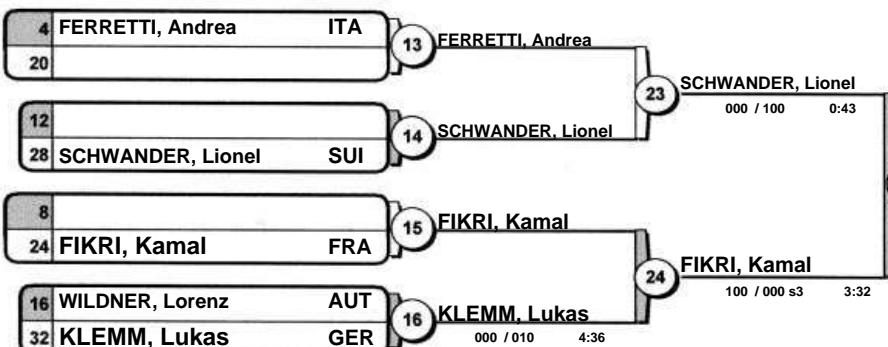 4 FERRETTI, Andrea ITA
20
13 FERRETTI, Andrea
12
28 SCHWANDER, Lionel SUI
14 SCHWANDER, Lionel
23 SCHWANDER, Lionel
000 / 100 0:43
8
24 FIKRI, Kamal FRA
15 FIKRI, Kamal
16 WILDNER, Lorenz AUT
32 KLEMM, Lukas GER
16 KLEMM, Lukas
000 / 010 4:36
24 FIKRI, Kamal
100 / 000 s3 3:32